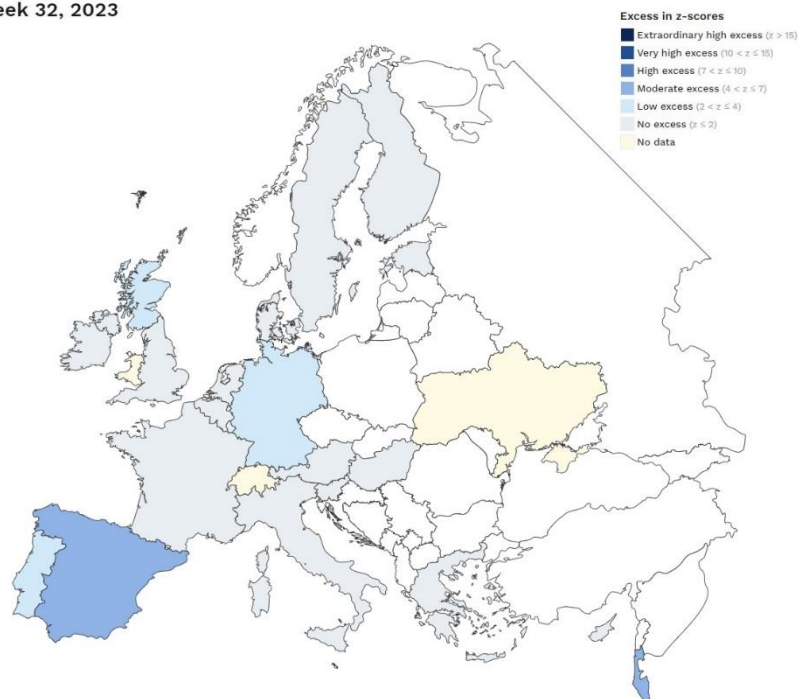 eek 32, 2023
Excess in z-scores
Extraordinary high excess (z > 15)
Very high excess (10 < z ≤ 15)
High excess (7 < z ≤ 10)
Moderate excess (4 < z ≤ 7)
Low excess (2 < z ≤ 4)
No excess (z ≤ 2)
No data